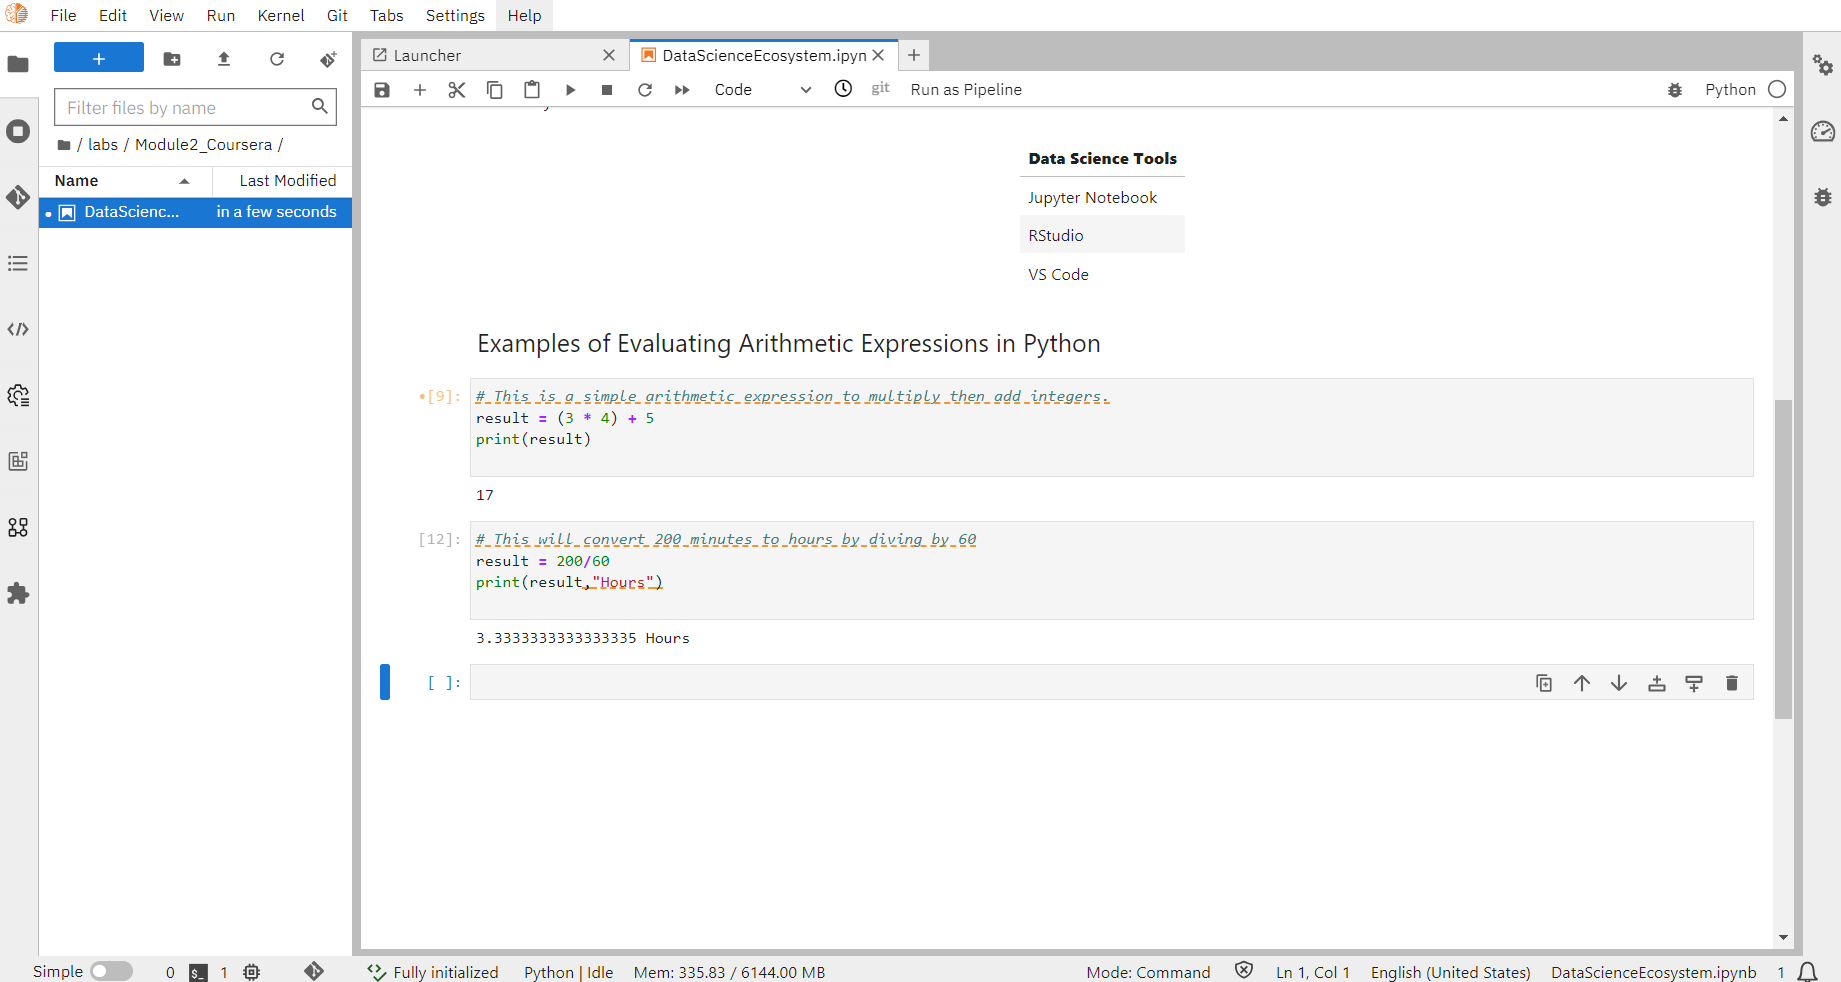 File Edit View Run Kernel Git Tabs Settings Help
+
Launcher
DataScienceEcosystem.ipyn
Code
git
Run as Pipeline
Python
Filter files by name
/ labs / Module2_Coursera /
Name
Last Modified
DataScienc...
in a few seconds
Data Science Tools
Jupyter Notebook
RStudio
VS Code
Examples of Evaluating Arithmetic Expressions in Python
[9]:
# This is a simple arithmetic expression to multiply then add integers.
result = (3 * 4) + 5
print(result)
17
[12]:
# This will convert 200 minutes to hours by diving by 60
result = 200/60
print(result,"Hours")
3.3333333333333335 Hours
[ ]:
Simple
0
$_
1
Fully initialized
Python | Idle
Mem: 335.83 / 6144.00 MB
Mode: Command
Ln 1, Col 1
English (United States)
DataScienceEcosystem.ipynb
1